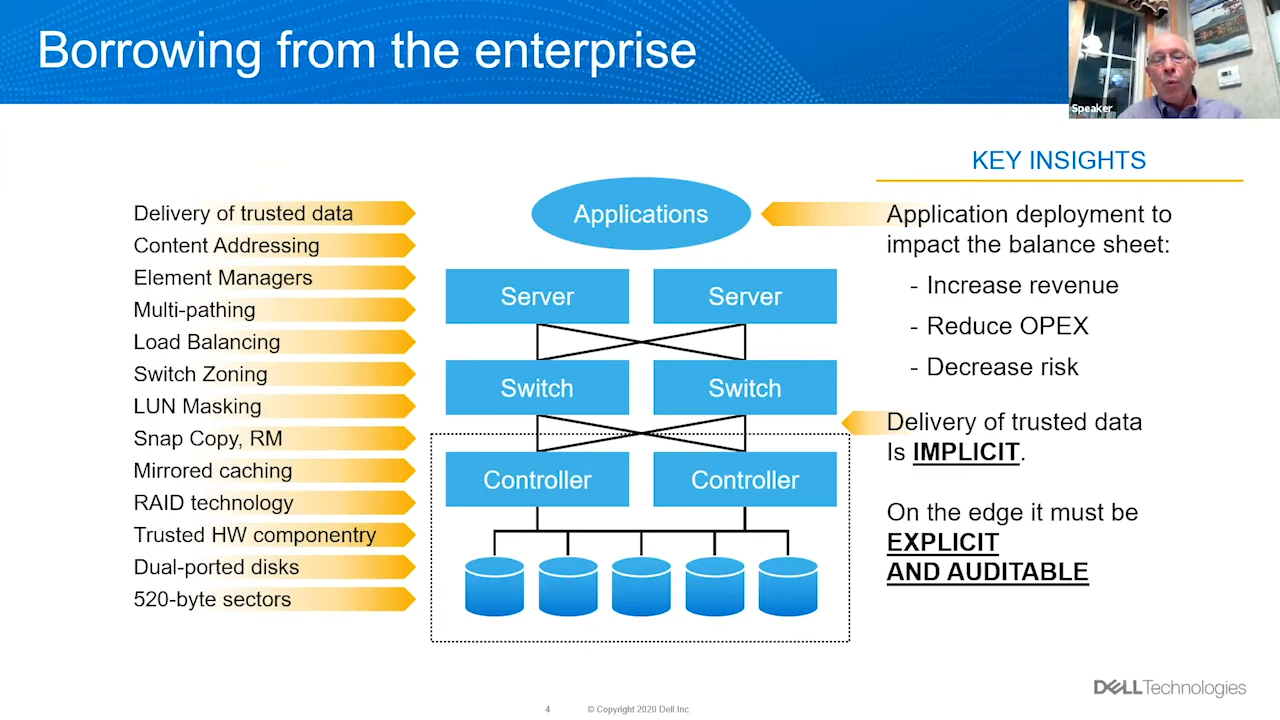 Borrowing from the enterprise
Speaker
KEY INSIGHTS
Delivery of trusted data
Content Addressing
Element Managers
Multi-pathing
Load Balancing
Switch Zoning
LUN Masking
Snap Copy, RM
Mirrored caching
RAID technology
Trusted HW componentry
Dual-ported disks
520-byte sectors
Applications
Server
Server
Switch
Switch
Controller
Controller
Application deployment to
impact the balance sheet:
- Increase revenue
- Reduce OPEX
- Decrease risk
Delivery of trusted data
Is IMPLICIT.
On the edge it must be
EXPLICIT
AND AUDITABLE
DELL Technologies
4
© Copyright 2020 Dell Inc.